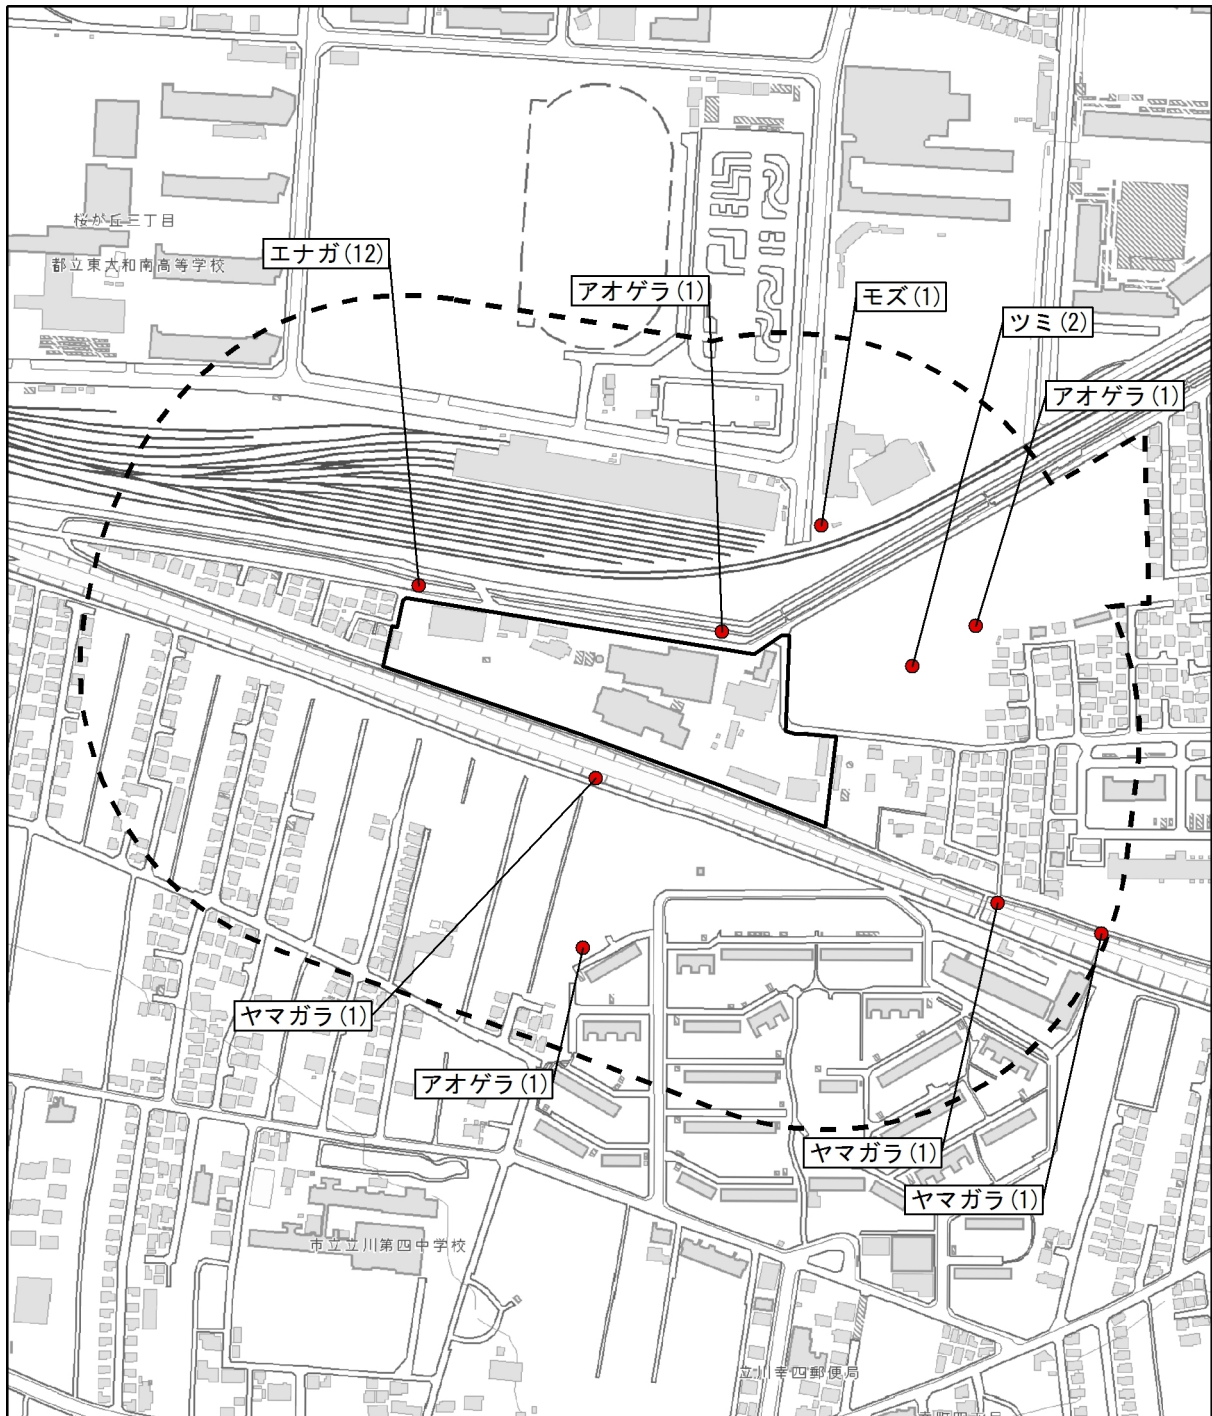 桜が丘三丁目
エナガ(12)
都立東大和南高等学校
アオゲラ(1)
モズ(1)
ツミ(2)
アオゲラ(1)
ヤマガラ(1)
アオゲラ(1)
ヤマガラ(1)
ヤマガラ(1)
市立立川第四中学校
立川幸四郵便局